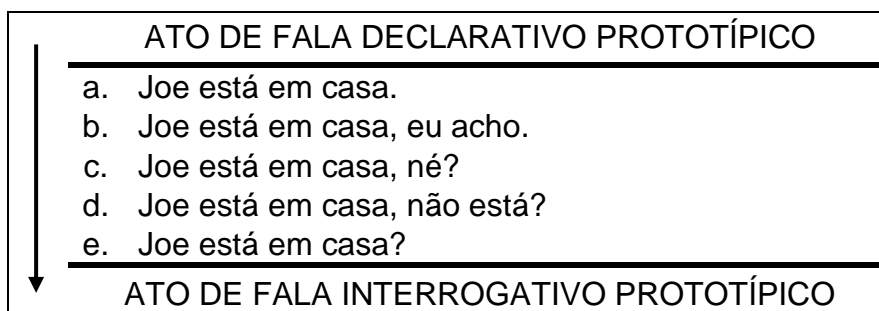 ATO DE FALA DECLARATIVO PROTOTÍPICO
a. Joe está em casa.
b. Joe está em casa, eu acho.
c. Joe está em casa, né?
d. Joe está em casa, não está?
e. Joe está em casa?
ATO DE FALA INTERROGATIVO PROTOTÍPICO